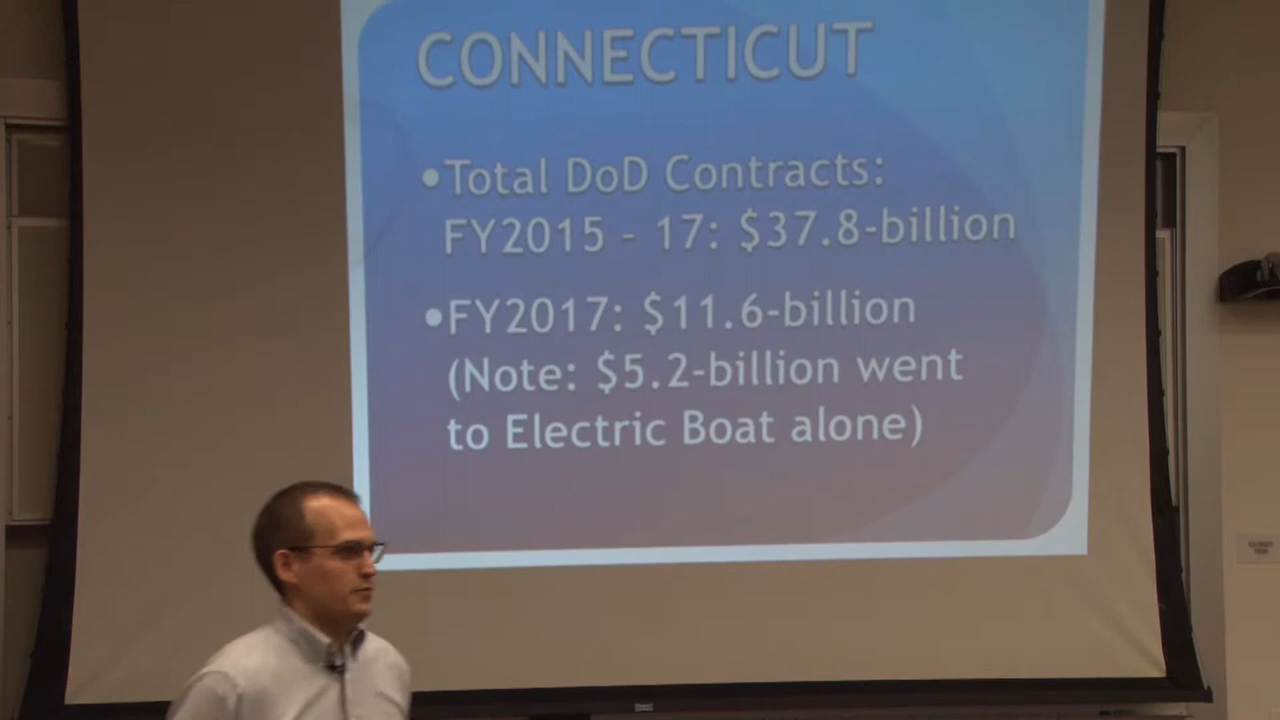 CONNECTICUT
•Total DoD Contracts:
FY2015 – 17: $37.8-billion
•FY2017: $11.6-billion
(Note: $5.2-billion went
to Electric Boat alone)